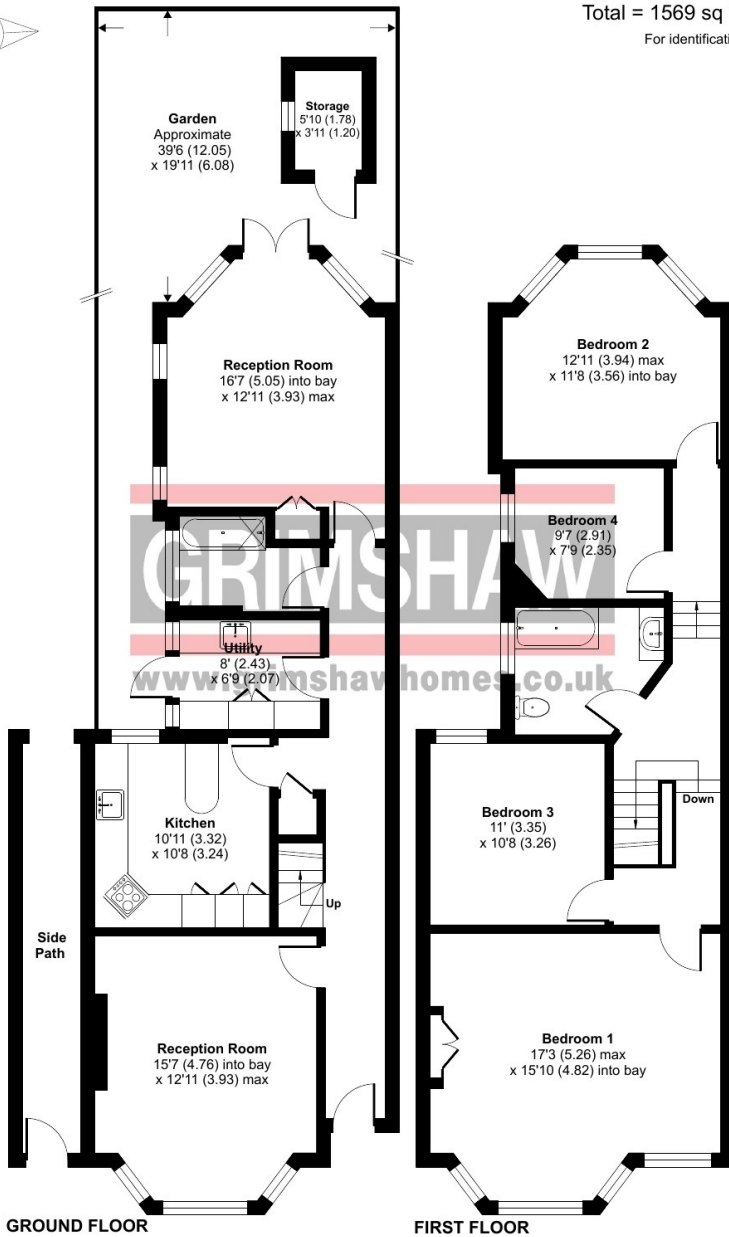 Total = 1569 sq
For identificati
Garden
Approximate
39'6 (12.05)
x 19'11 (6.08)
Storage
5'10 (1.78)
x 3'11 (1.20)
Reception Room
16'7 (5.05) into bay
x 12'11 (3.93) max
Bedroom 2
12'11 (3.94) max
x 11'8 (3.56) into bay
Bedroom 4
9'7 (2.91)
x 7'9 (2.35)
GRIMSHAW
www.grimshawhomes.co.uk
Utility
8' (2.43)
x 6'9 (2.07)
Kitchen
10'11 (3.32)
x 10'8 (3.24)
Bedroom 3
11' (3.35)
x 10'8 (3.26)
Down
Up
Side
Path
Reception Room
15'7 (4.76) into bay
x 12'11 (3.93) max
Bedroom 1
17'3 (5.26) max
x 15'10 (4.82) into bay
GROUND FLOOR
FIRST FLOOR